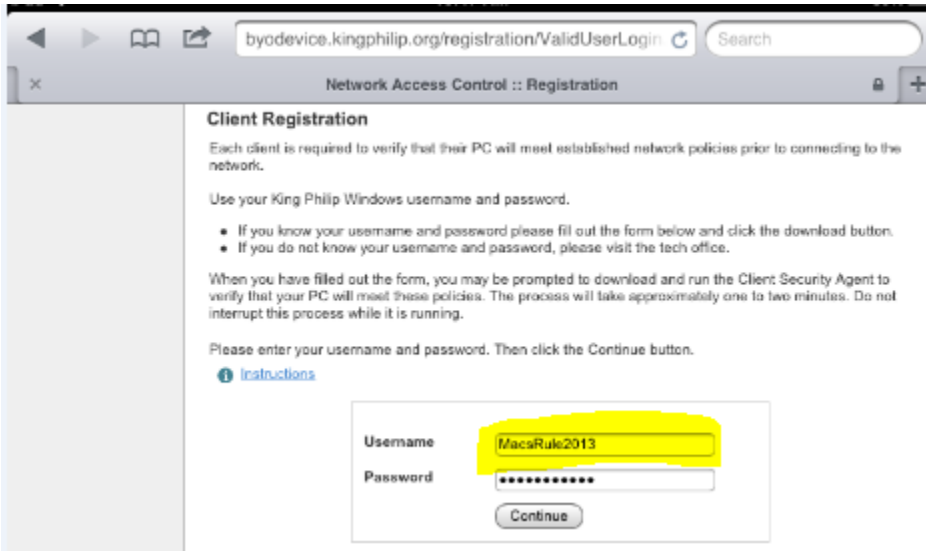 byodevice.kingphilip.org/registration/ValidUserLogin
Search
Network Access Control :: Registration
Client Registration
Each client is required to verify that their PC will meet established network policies prior to connecting to the
network.
Use your King Philip Windows username and password.
If you know your username and password please fill out the form below and click the download button.
If you do not know your username and password, please visit the tech office.
When you have filled out the form, you may be prompted to download and run the Client Security Agent to
verify that your PC will meet these policies. The process will take approximately one to two minutes. Do not
interrupt this process while it is running.
Please enter your username and password. Then click the Continue button.
Instructions
Username MacsRule2013
Password •••••••••••
Continue